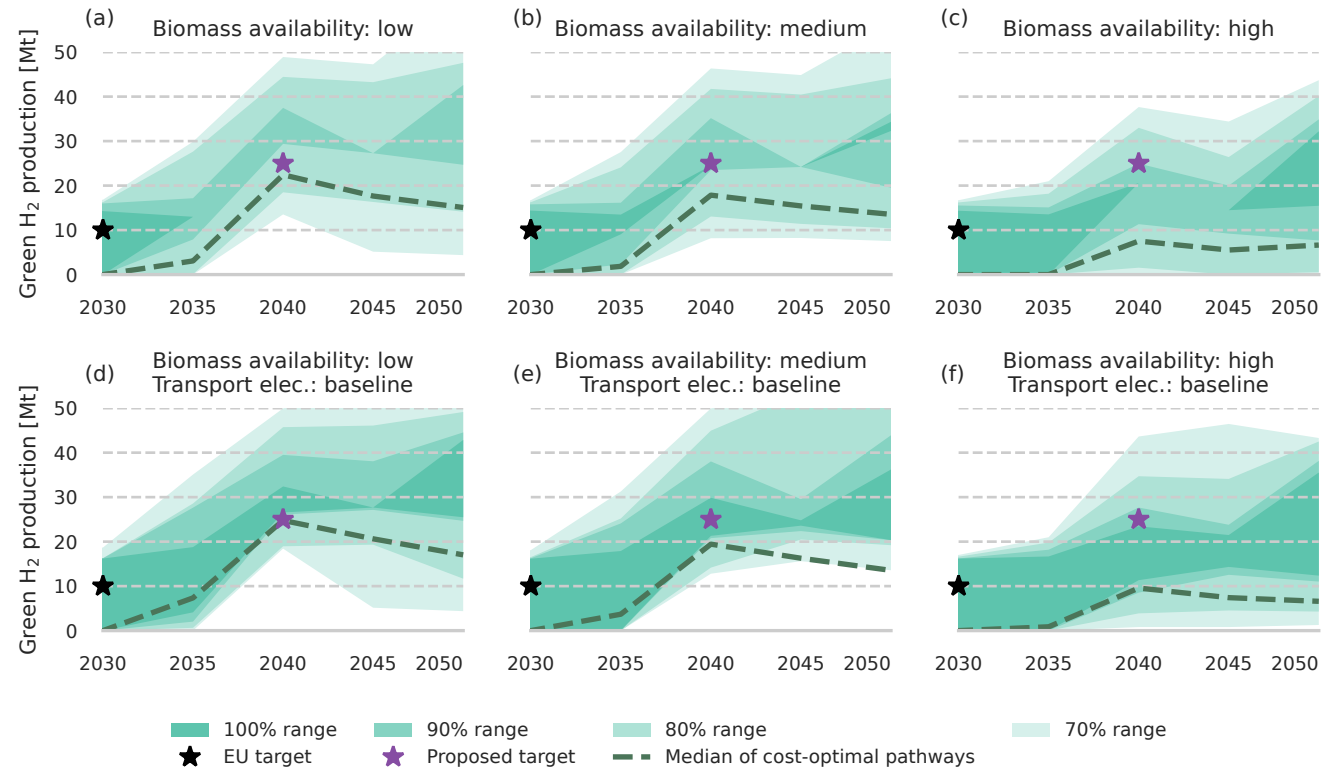 (a)
Biomass availability: low
(b)
Biomass availability: medium
(c)
Biomass availability: high
Green H₂ production [Mt]
50
40
30
20
10
0
2030 2035 2040 2045 2050
2030 2035 2040 2045 2050
2030 2035 2040 2045 2050
(d)
Biomass availability: low
Transport elec.: baseline
(e)
Biomass availability: medium
Transport elec.: baseline
(f)
Biomass availability: high
Transport elec.: baseline
Green H₂ production [Mt]
50
40
30
20
10
0
2030 2035 2040 2045 2050
2030 2035 2040 2045 2050
2030 2035 2040 2045 2050
100% range 90% range 80% range 70% range
EU target Proposed target Median of cost-optimal pathways